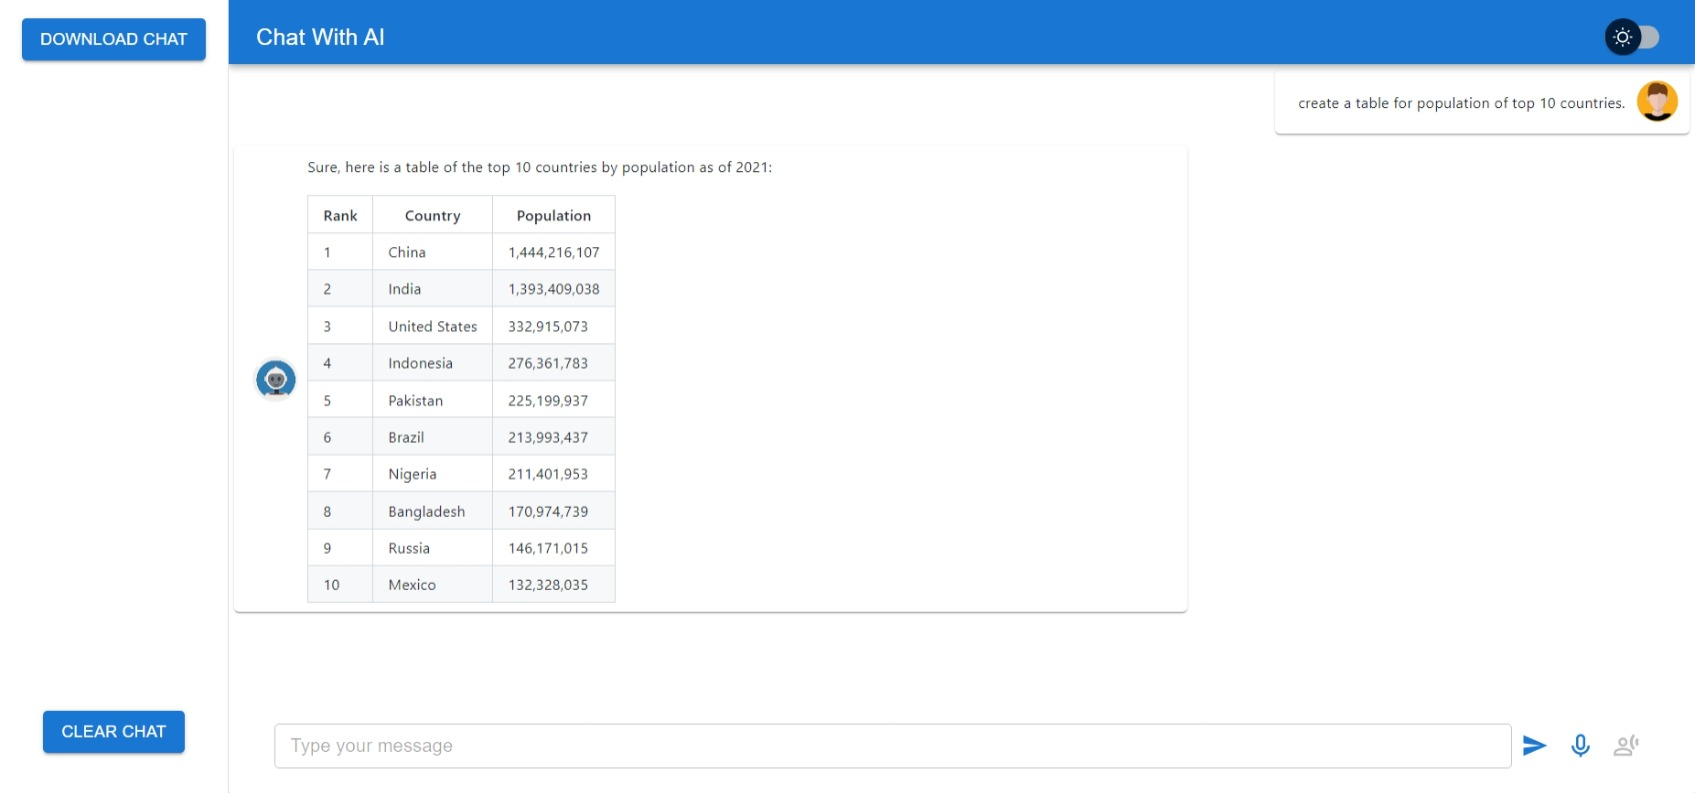 DOWNLOAD CHAT
Chat With AI
create a table for population of top 10 countries.
Sure, here is a table of the top 10 countries by population as of 2021:
Rank Country Population
1 China 1,444,216,107
2 India 1,393,409,038
3 United States 332,915,073
4 Indonesia 276,361,783
5 Pakistan 225,199,937
6 Brazil 213,993,437
7 Nigeria 211,401,953
8 Bangladesh 170,974,739
9 Russia 146,171,015
10 Mexico 132,328,035
CLEAR CHAT
Type your message